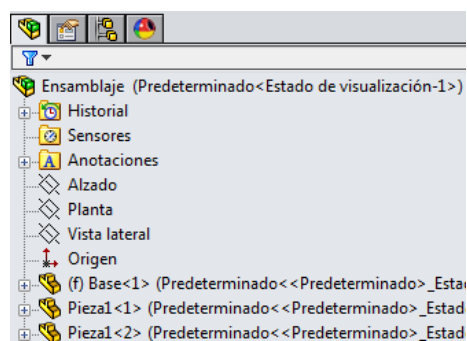 Ensamblaje (Predeterminado<Estado de visualización-1>)
Historial
Sensores
A Anotaciones
Alzado
Planta
Vista lateral
Origen
(f) Base<1> (Predeterminado<<Predeterminado>_Estad
Pieza1<1> (Predeterminado<<Predeterminado>_Estad
Pieza1<2> (Predeterminado<<Predeterminado>_Estad